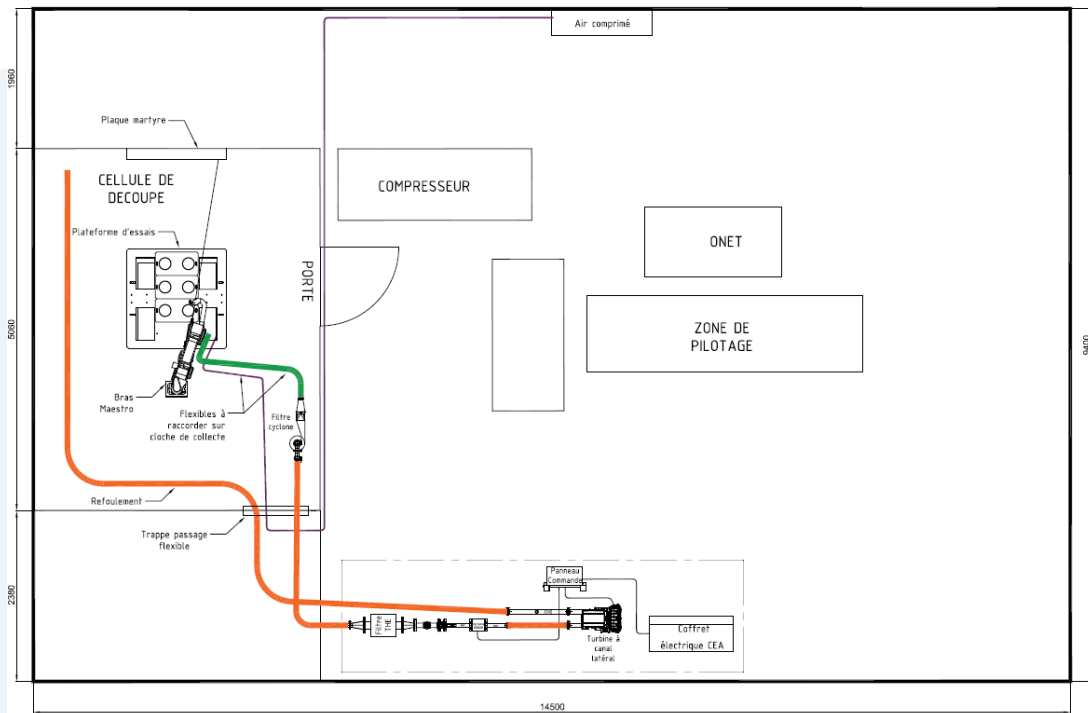 Air comprimé
1960
Plaque martyre
CELLULE DE
DECOUPE
COMPRESSEUR
Plateforme d'essais
ONET
PORTE
5060
ZONE DE
PILOTAGE
9400
Bras
Maestro
Flexibles à
raccorder sur
cloche de collecte
Filtre
cyclone
Refoulement
Trappe passage
flexible
2380
Panneau
Commande
Filtre
THE
Turbine à
canal
latéral
Coffret
électrique CEA
14500